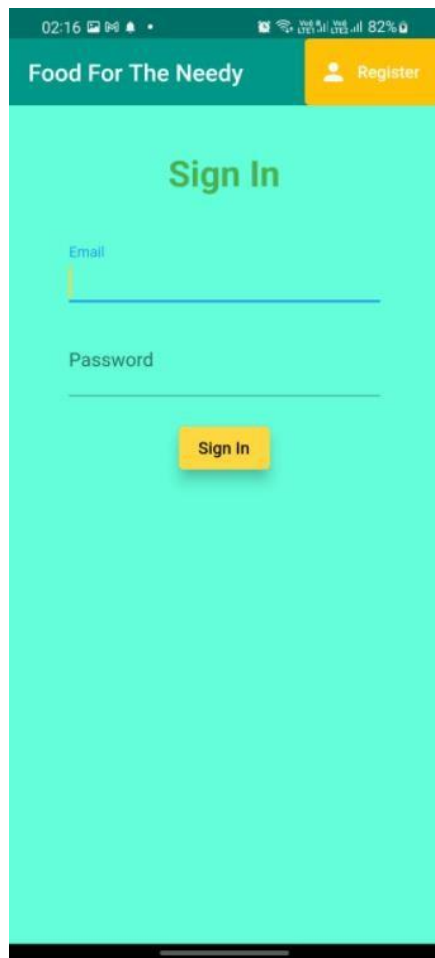 02:16 82%
Food For The Needy Register
Sign In
Email
Password
Sign In